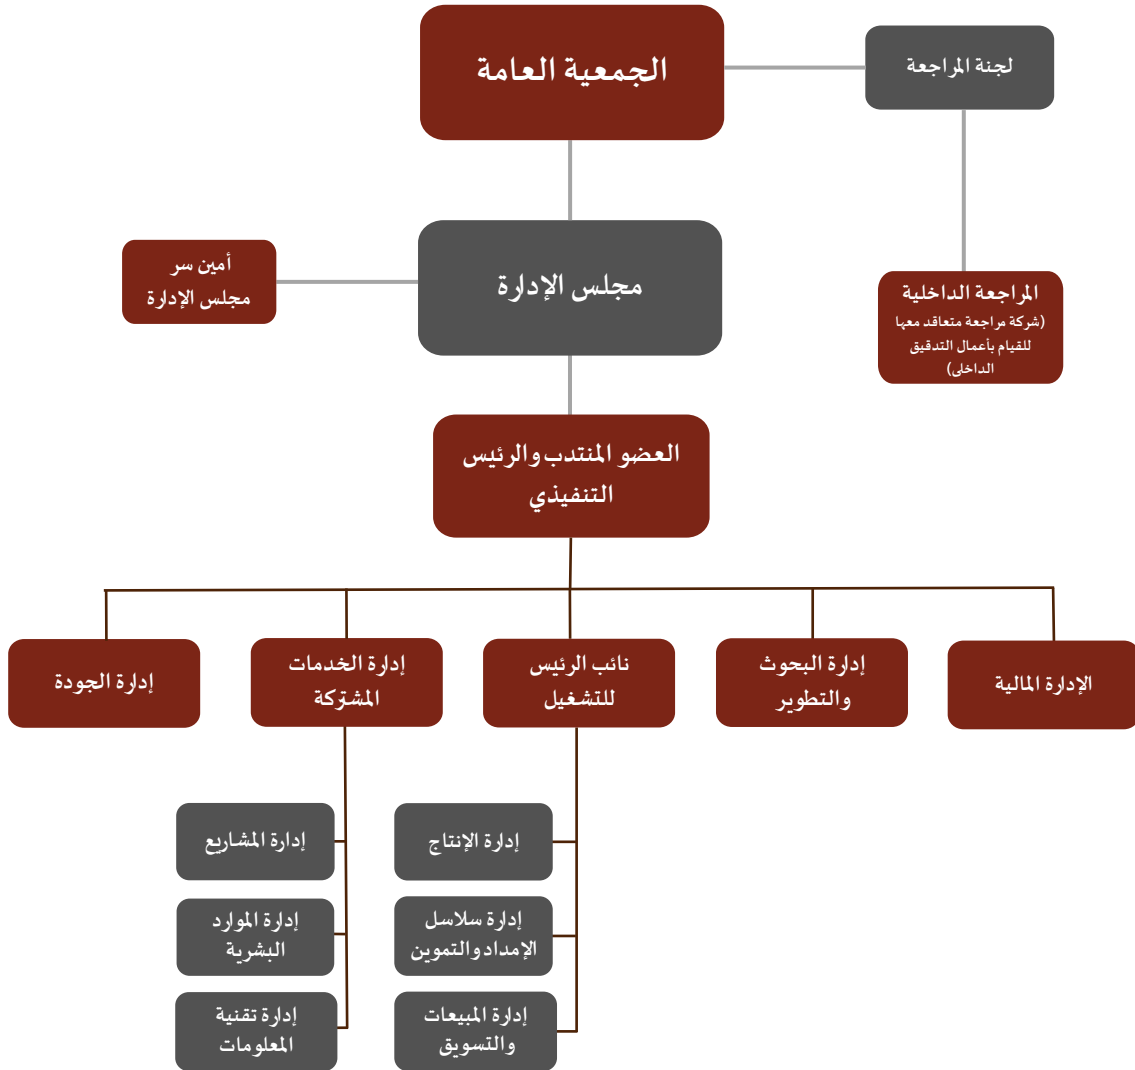 الجمعية العامة
لجنة المراجعة
مجلس الإدارة
أمين سر
مجلس الإدارة
المراجعة الداخلية
(شركة مراجعة متعاقد معها
للقيام بأعمال التدقيق
الداخلى)
العضو المنتدب والرئيس
التنفيذي
الإدارة المالية
إدارة البحوث
والتطوير
نائب الرئيس
للتشغيل
إدارة الخدمات
المشتركة
إدارة الجودة
إدارة الإنتاج
إدارة سلاسل
الإمداد والتموين
إدارة المبيعات
والتسويق
إدارة المشاريع
إدارة الموارد
البشرية
إدارة تقنية
المعلومات